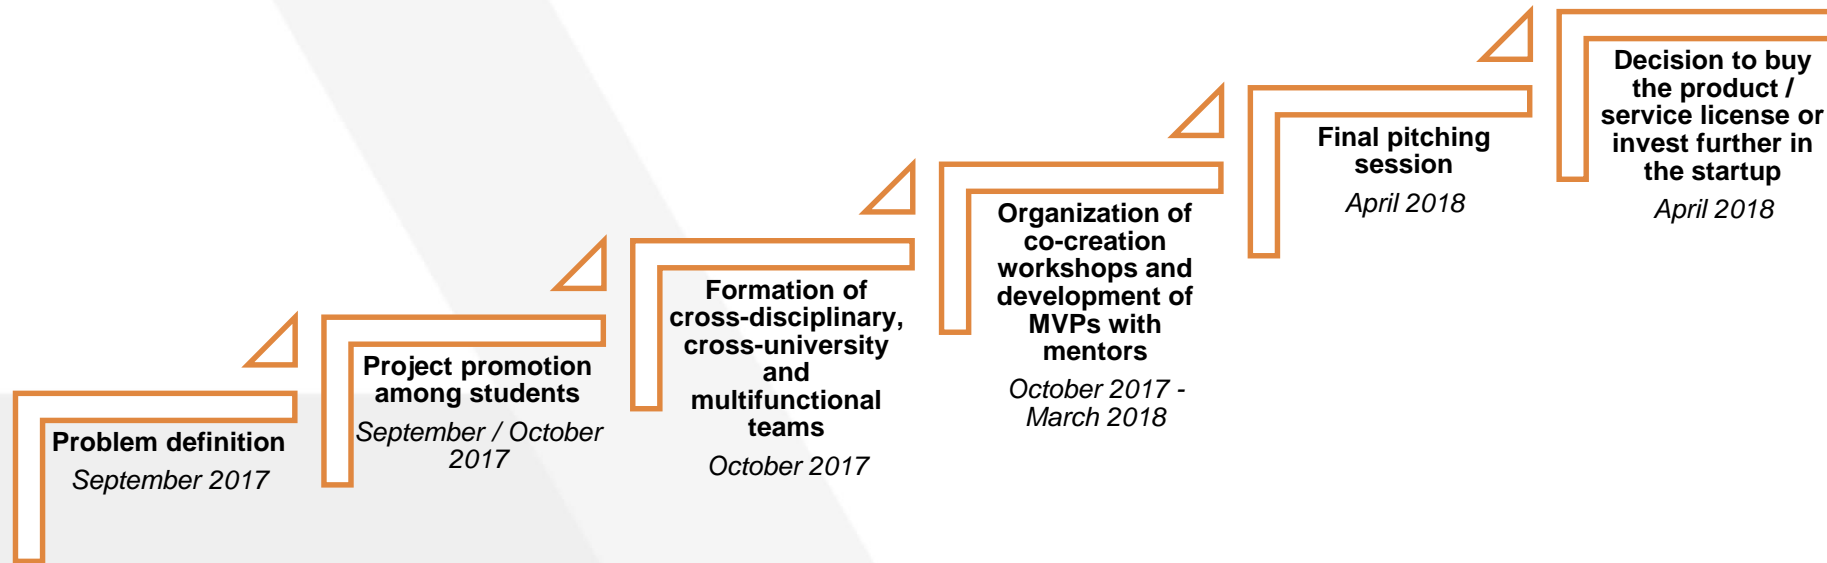 Problem definition
September 2017
Project promotion
among students
September / October
2017
Formation of
cross-disciplinary,
cross-university
and
multifunctional
teams
October 2017
Organization of
co-creation
workshops and
development of
MVPs with
mentors
October 2017 -
March 2018
Final pitching
session
April 2018
Decision to buy
the product /
service license or
invest further in
the startup
April 2018